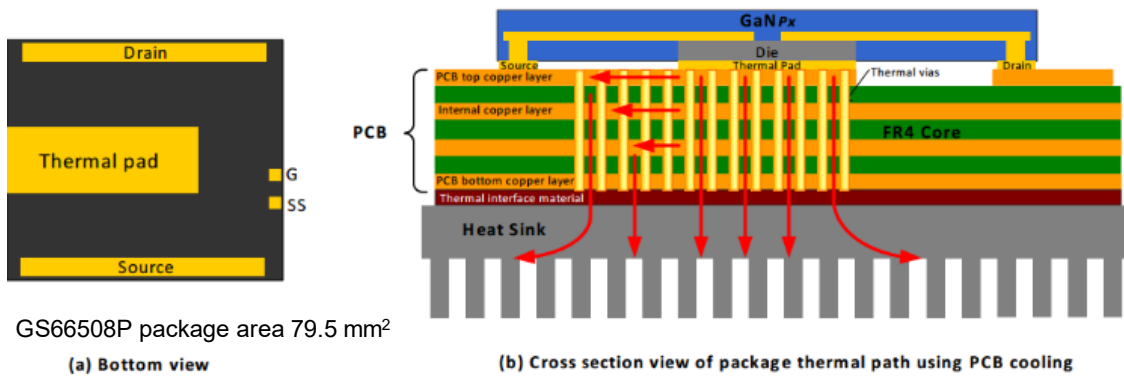 Drain
Thermal pad
G
SS
Source
GS66508P package area 79.5 mm²
(a) Bottom view
GaNPx
Die
Source
Thermal Pad
Drain
PCB top copper layer
Thermal vias
Internal copper layer
PCB
FR4 Core
PCB bottom copper layer
Thermal interface material
Heat Sink
(b) Cross section view of package thermal path using PCB cooling